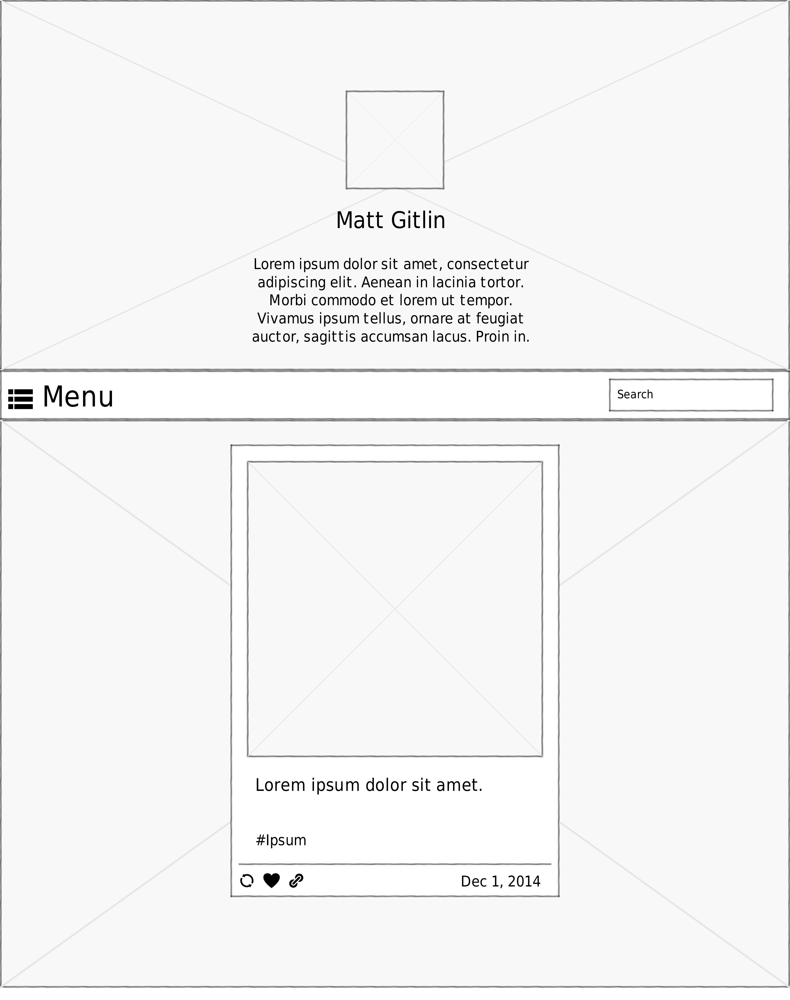 Matt Gitlin
Lorem ipsum dolor sit amet, consectetur
adipiscing elit. Aenean in lacinia tortor.
Morbi commodo et lorem ut tempor.
Vivamus ipsum tellus, ornare at feugiat
auctor, sagittis accumsan lacus. Proin in.
Menu
Search
Lorem ipsum dolor sit amet.
#Ipsum
Dec 1, 2014